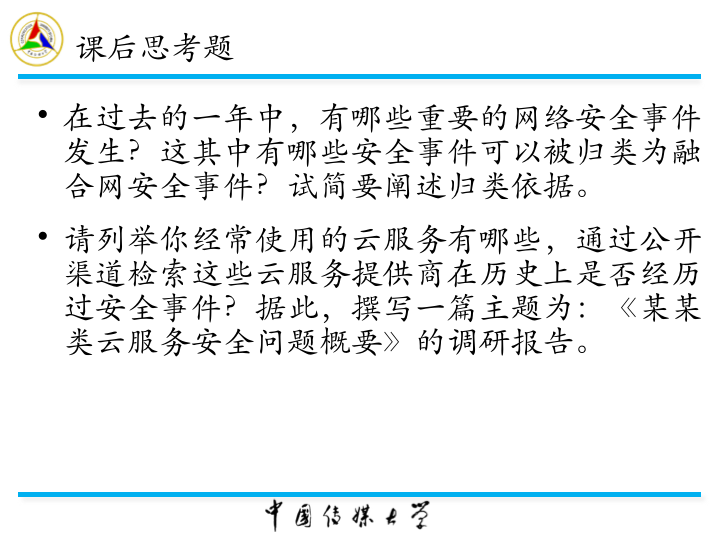 课后思考题
• 在过去的一年中，有哪些重要的网络安全事件
发生？这其中有哪些安全事件可以被归类为融
合网安全事件？试简要阐述归类依据。
• 请列举你经常使用的云服务有哪些，通过公开
渠道检索这些云服务提供商在历史上是否经历
过安全事件？据此，撰写一篇主题为：《某某
类云服务安全问题概要》的调研报告。
中国传媒大学